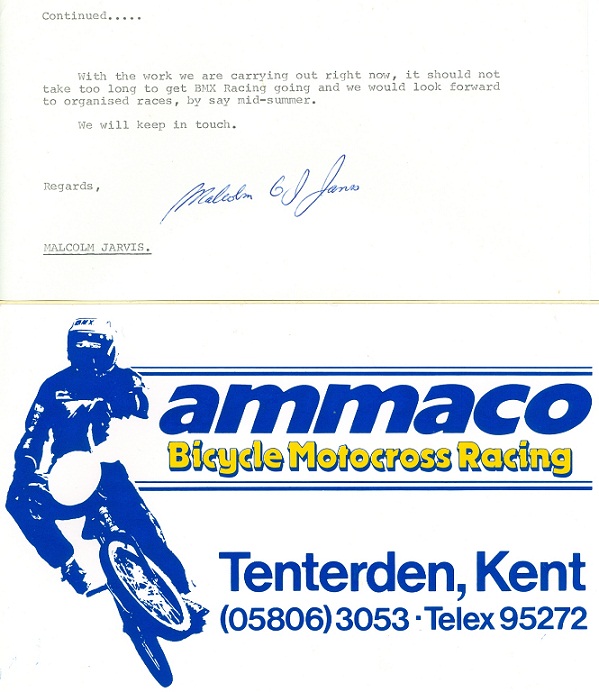 Continued.....
With the work we are carrying out right now, it should not
take too long to get BMX Racing going and we would look forward
to organised races, by say mid-summer.
We will keep in touch.
Regards,
Malcolm G J Jarvis
MALCOLM JARVIS.
BMX
ammaco
Bicycle Motocross Racing
Tenterden, Kent
(05806) 3053 · Telex 95272